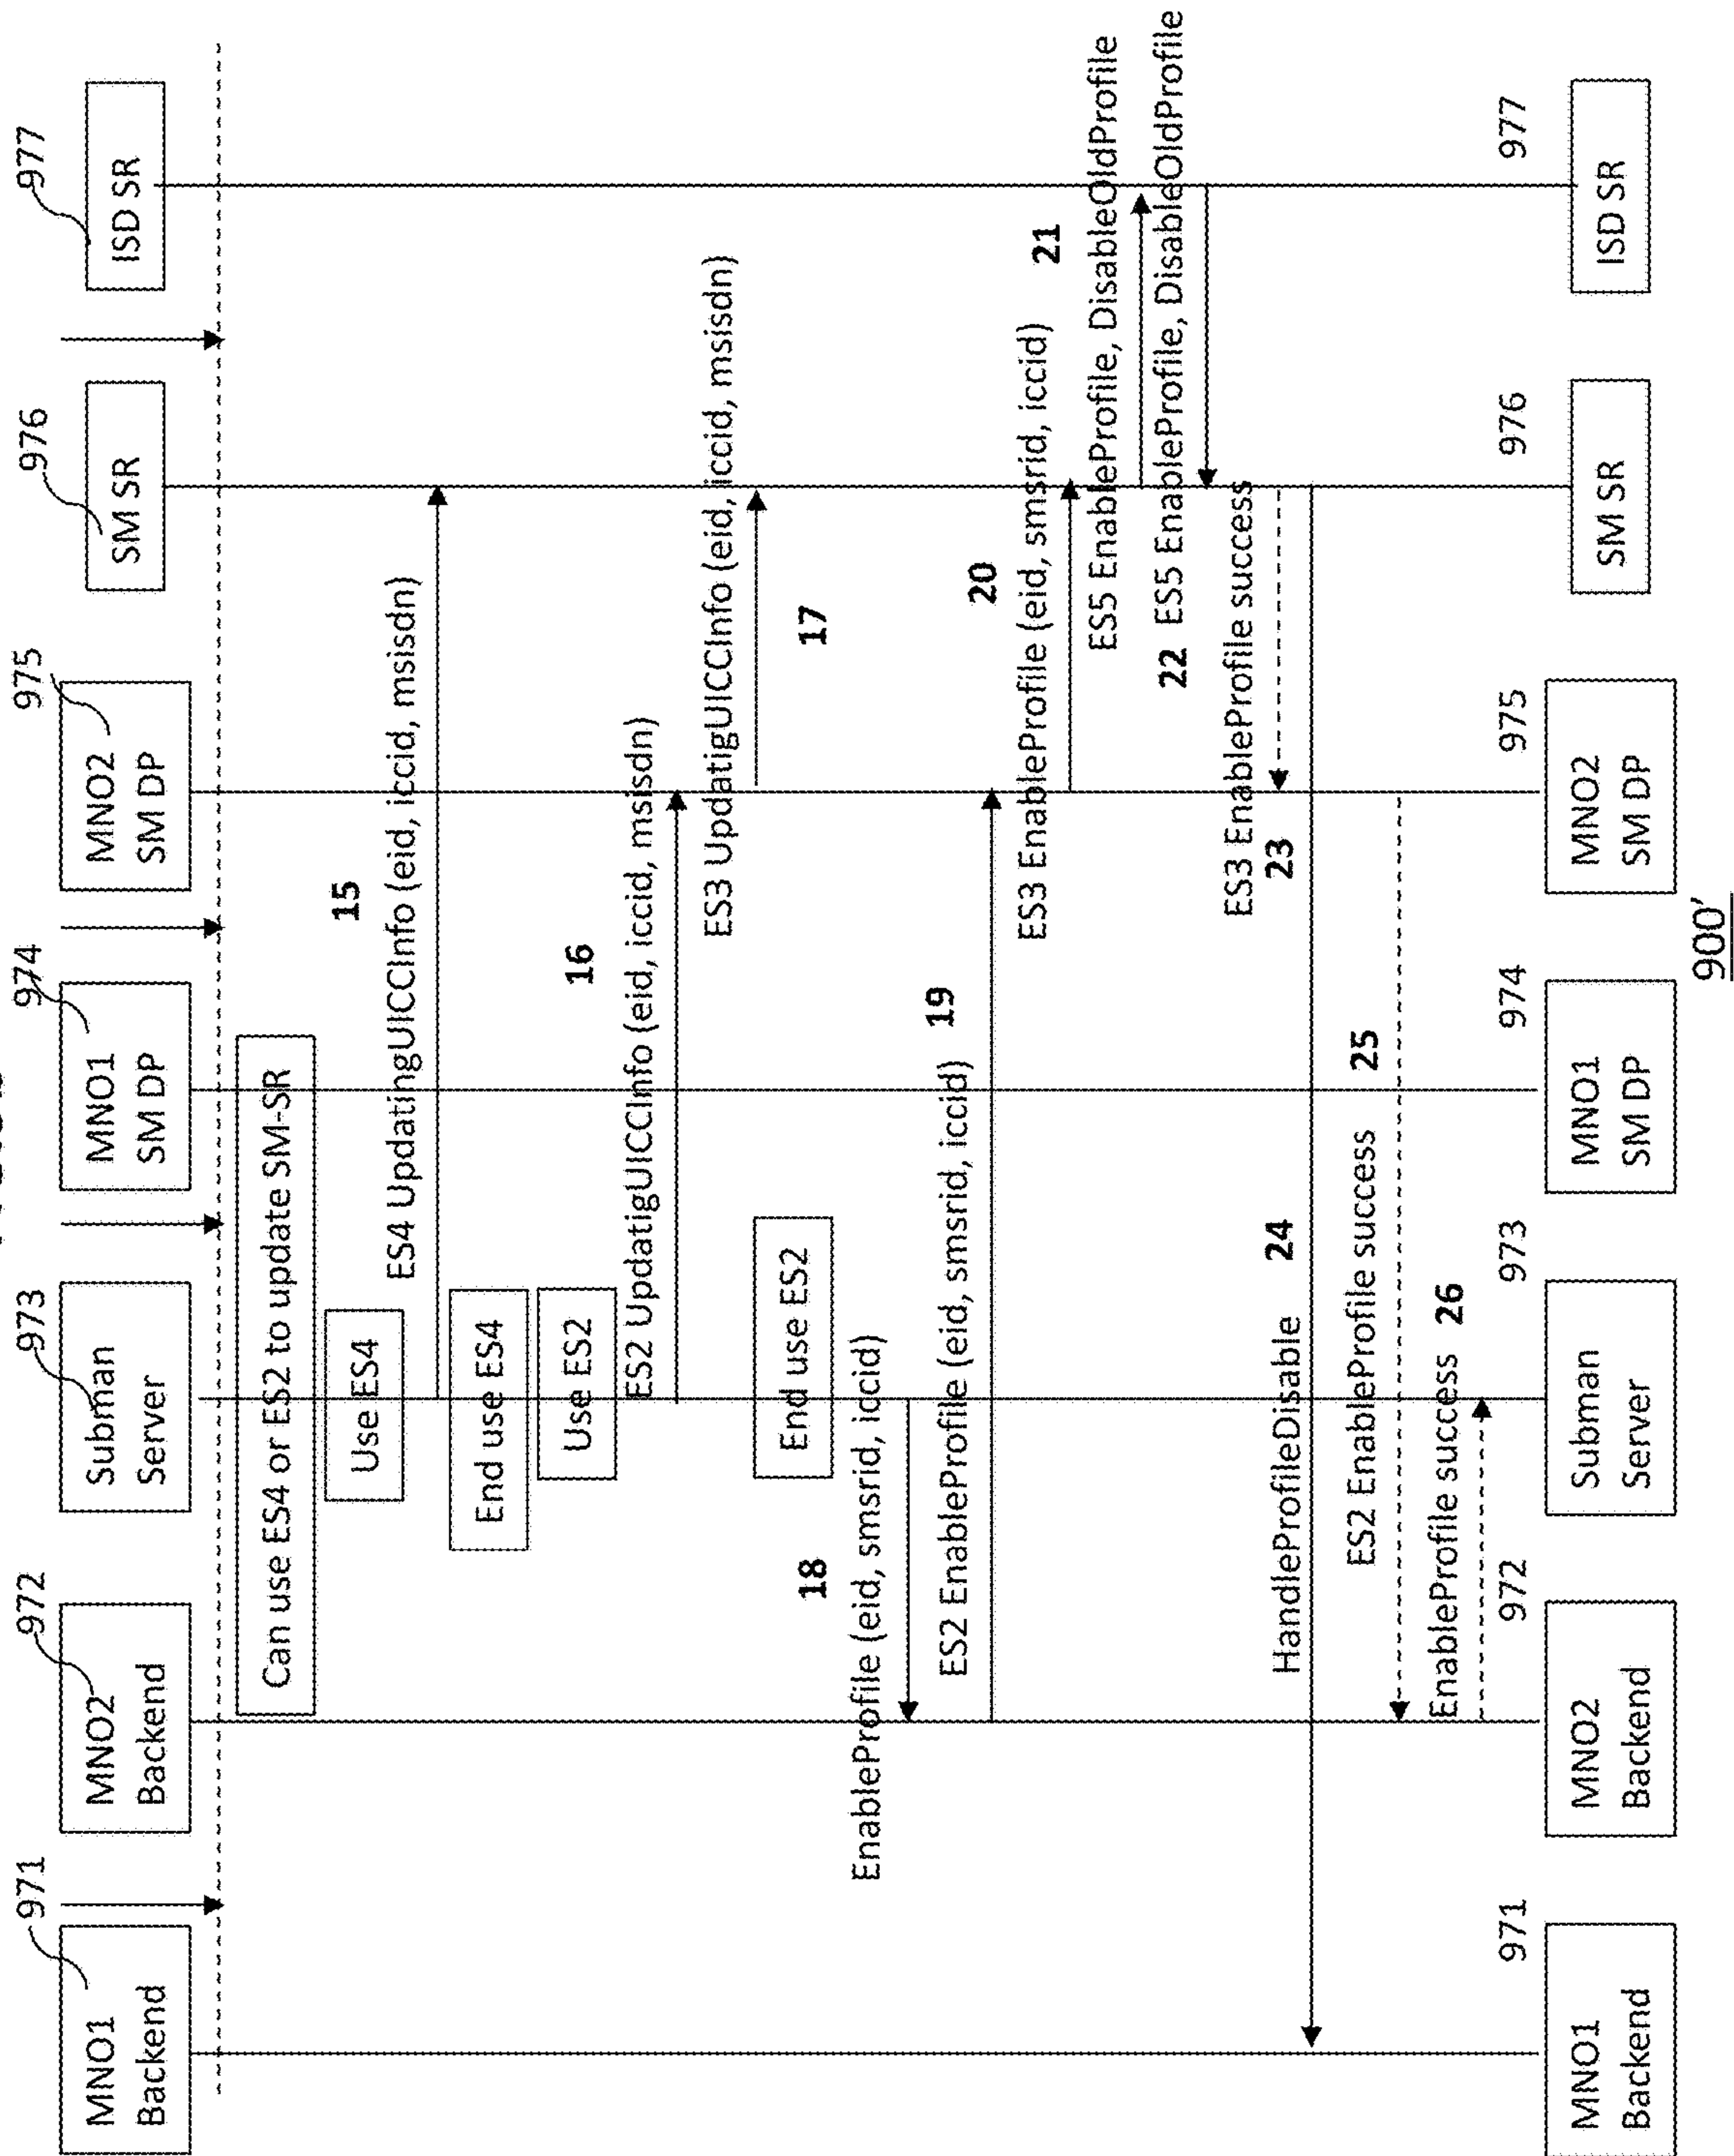 971
MNO1
Backend
972
MNO2
Backend
973
Subman
Server
974
MNO1
SM DP
975
MNO2
SM DP
976
SM SR
977
ISD SR
Can use ES4 or ES2 to update SM-SR
Use ES4
15
ES4 UpdatingUICCInfo (eid, iccid, msisdn)
End use ES4
Use ES2
16
ES2 UpdatigUICCInfo (eid, iccid, msisdn)
ES3 UpdatigUICCInfo (eid, iccid, msisdn)
17
End use ES2
18
EnableProfile (eid, smsrid, iccid)
19
ES2 EnableProfile (eid, smsrid, iccid)
20
ES3 EnableProfile (eid, smsrid, iccid)
21
ES5 EnableProfile, DisableOldProfile
22 ES5 EnableProfile, DisableOldProfile
ES3 EnableProfile success
23
HandleProfileDisable
24
ES2 EnableProfile success
25
EnableProfile success 26
971
MNO1
Backend
972
MNO2
Backend
973
Subman
Server
974
MNO1
SM DP
975
MNO2
SM DP
976
SM SR
977
ISD SR
900'